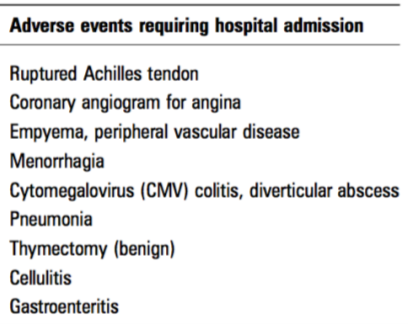 Adverse events requiring hospital admission
Ruptured Achilles tendon
Coronary angiogram for angina
Empyema, peripheral vascular disease
Menorrhagia
Cytomegalovirus (CMV) colitis, diverticular abscess
Pneumonia
Thymectomy (benign)
Cellulitis
Gastroenteritis